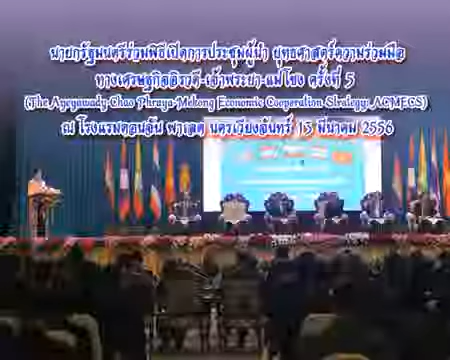 นายกรัฐมนตรีร่วมพิธีเปิดการประชุมผู้นำ ยุทธศาสตร์ความร่วมมือ
ทางเศรษฐกิจอิรวดี-เจ้าพระยา-แม่โขง ครั้งที่ 5
(The Ayeyawady-Chao Phraya-Mekong Economic Cooperation Strategy: ACMECS)
ณ โรงแรมดอนจัน พาเลส นครเวียงจันทร์ 13 มีนาคม 2556